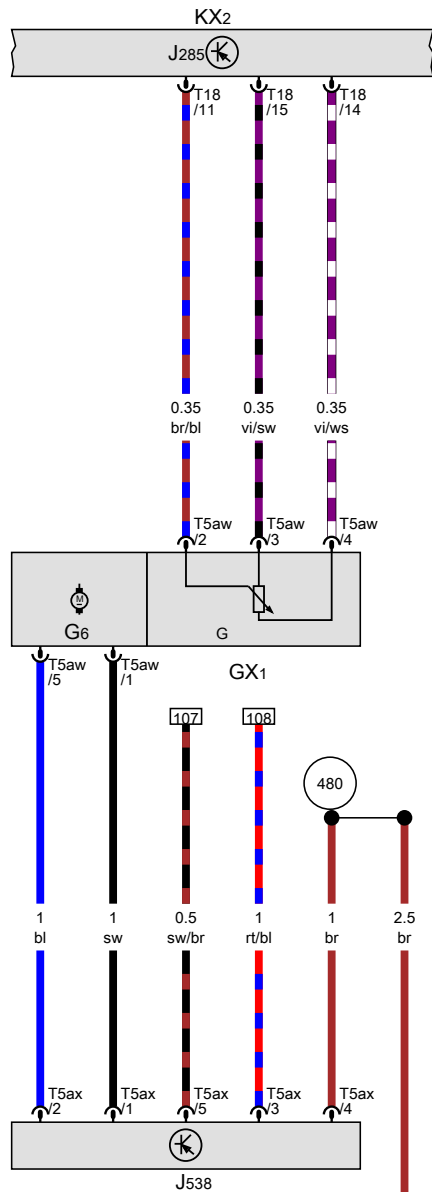 KX2
J285
T18 T18 T18
/11 /15 /14
0.35 0.35 0.35
br/bl vi/sw vi/ws
T5aw T5aw T5aw
/2 /3 /4
M
G6 G
T5aw T5aw
/5 /1
GX1
107 108
480
1 1 0.5 1 1 2.5
bl sw sw/br rt/bl br br
T5ax T5ax T5ax T5ax T5ax
/2 /1 /5 /3 /4
J538